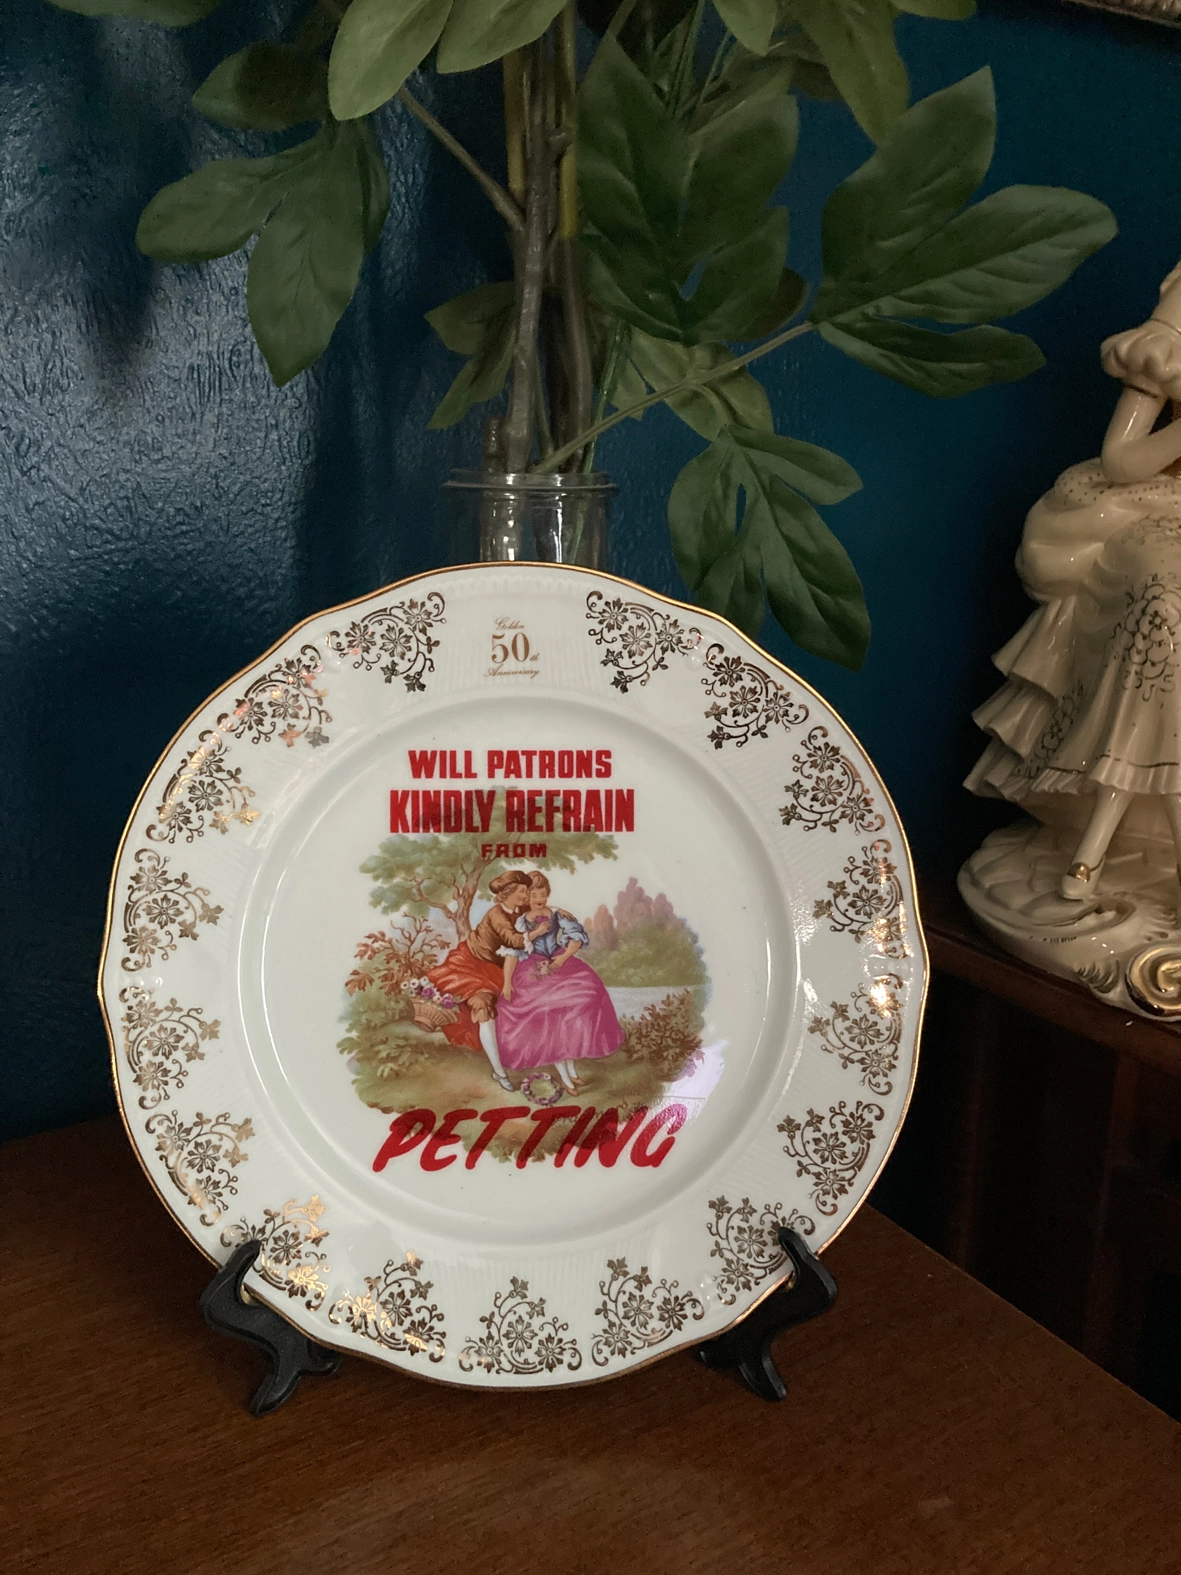 Golden
50th
Anniversary
WILL PATRONS
KINDLY REFRAIN
FROM
PETTING